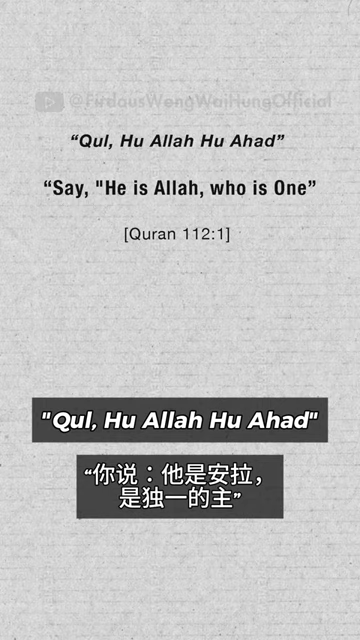 @FirdausWongWaiHungOfficial
“Qul, Hu Allah Hu Ahad”
“Say, "He is Allah, who is One”
[Quran 112:1]
"Qul, Hu Allah Hu Ahad"
“你说：他是安拉，
是独一的主”